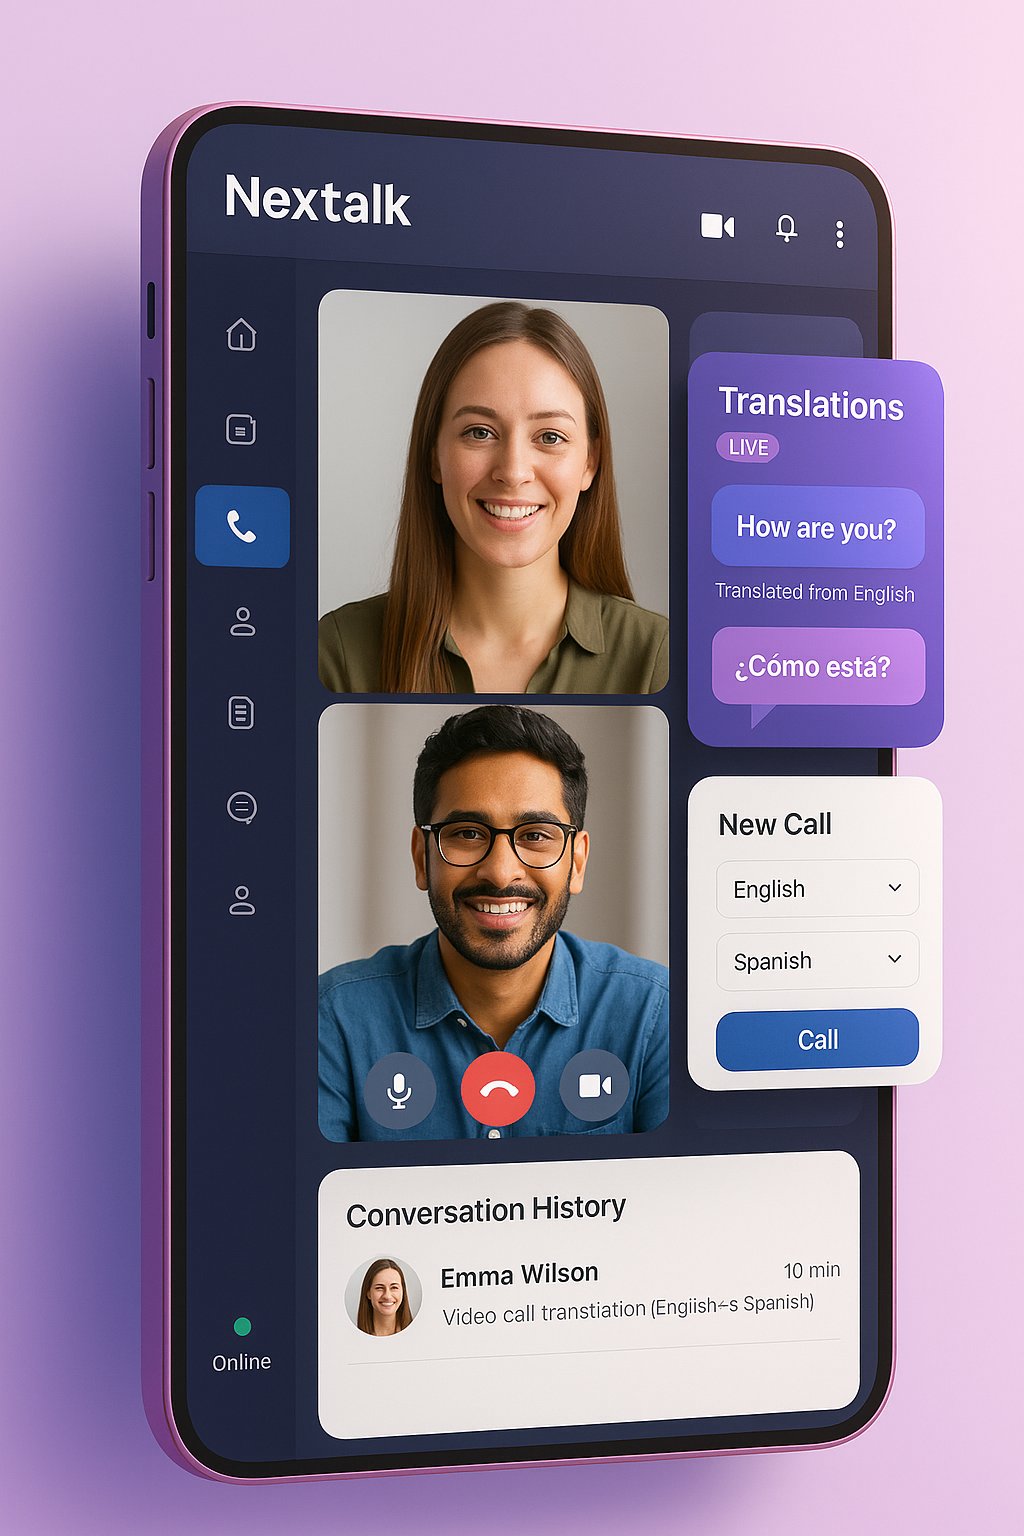 Nextalk
Translations
LIVE
How are you?
Translated from English
¿Cómo está?
New Call
English
Spanish
Call
Conversation History
Emma Wilson
10 min
Video call transtiation (Engiish-s Spanish)
Online